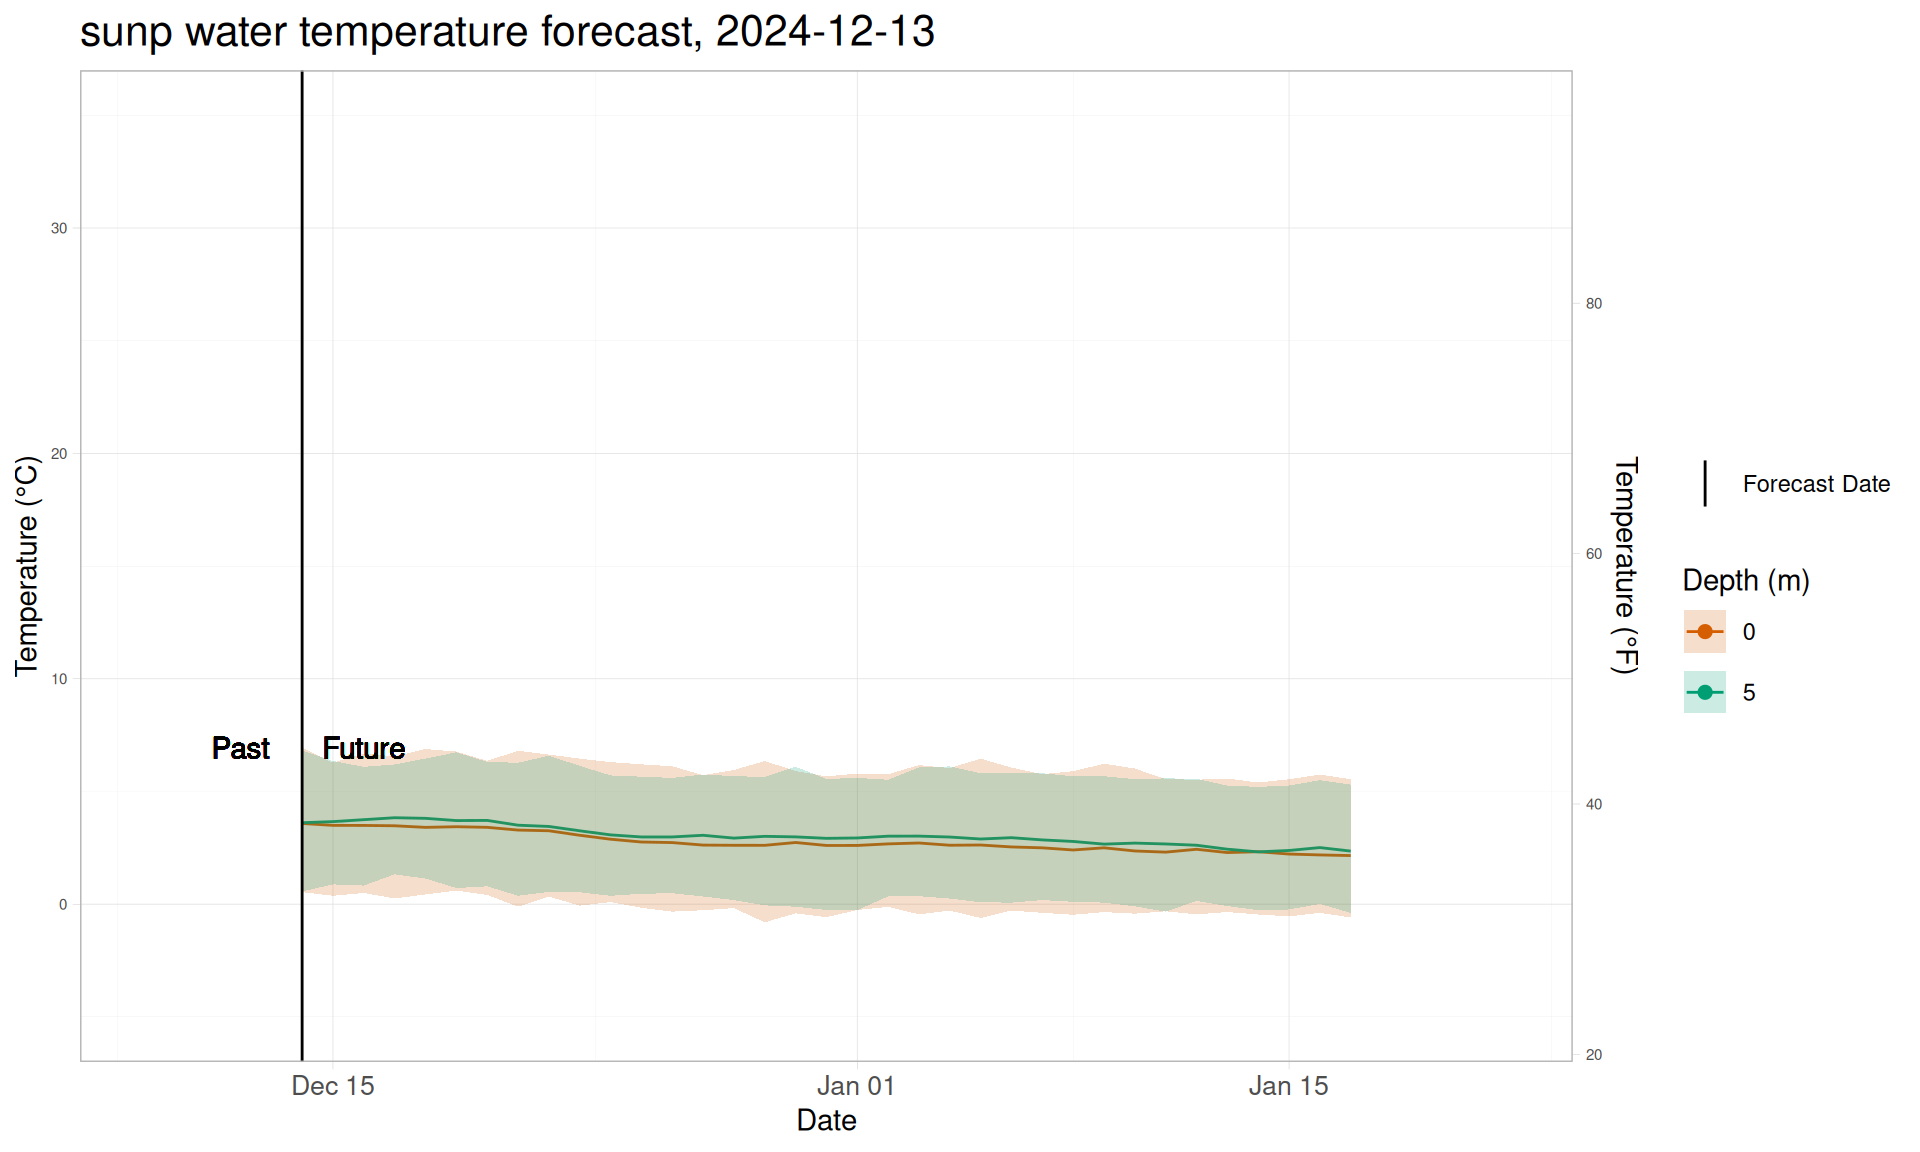 sunp water temperature forecast, 2024-12-13
Temperature (°C)
30
20
10
0
Past
Future
80
60
40
20
Temperature (°F)
Dec 15
Jan 01
Jan 15
Date
Forecast Date
Depth (m)
0
5